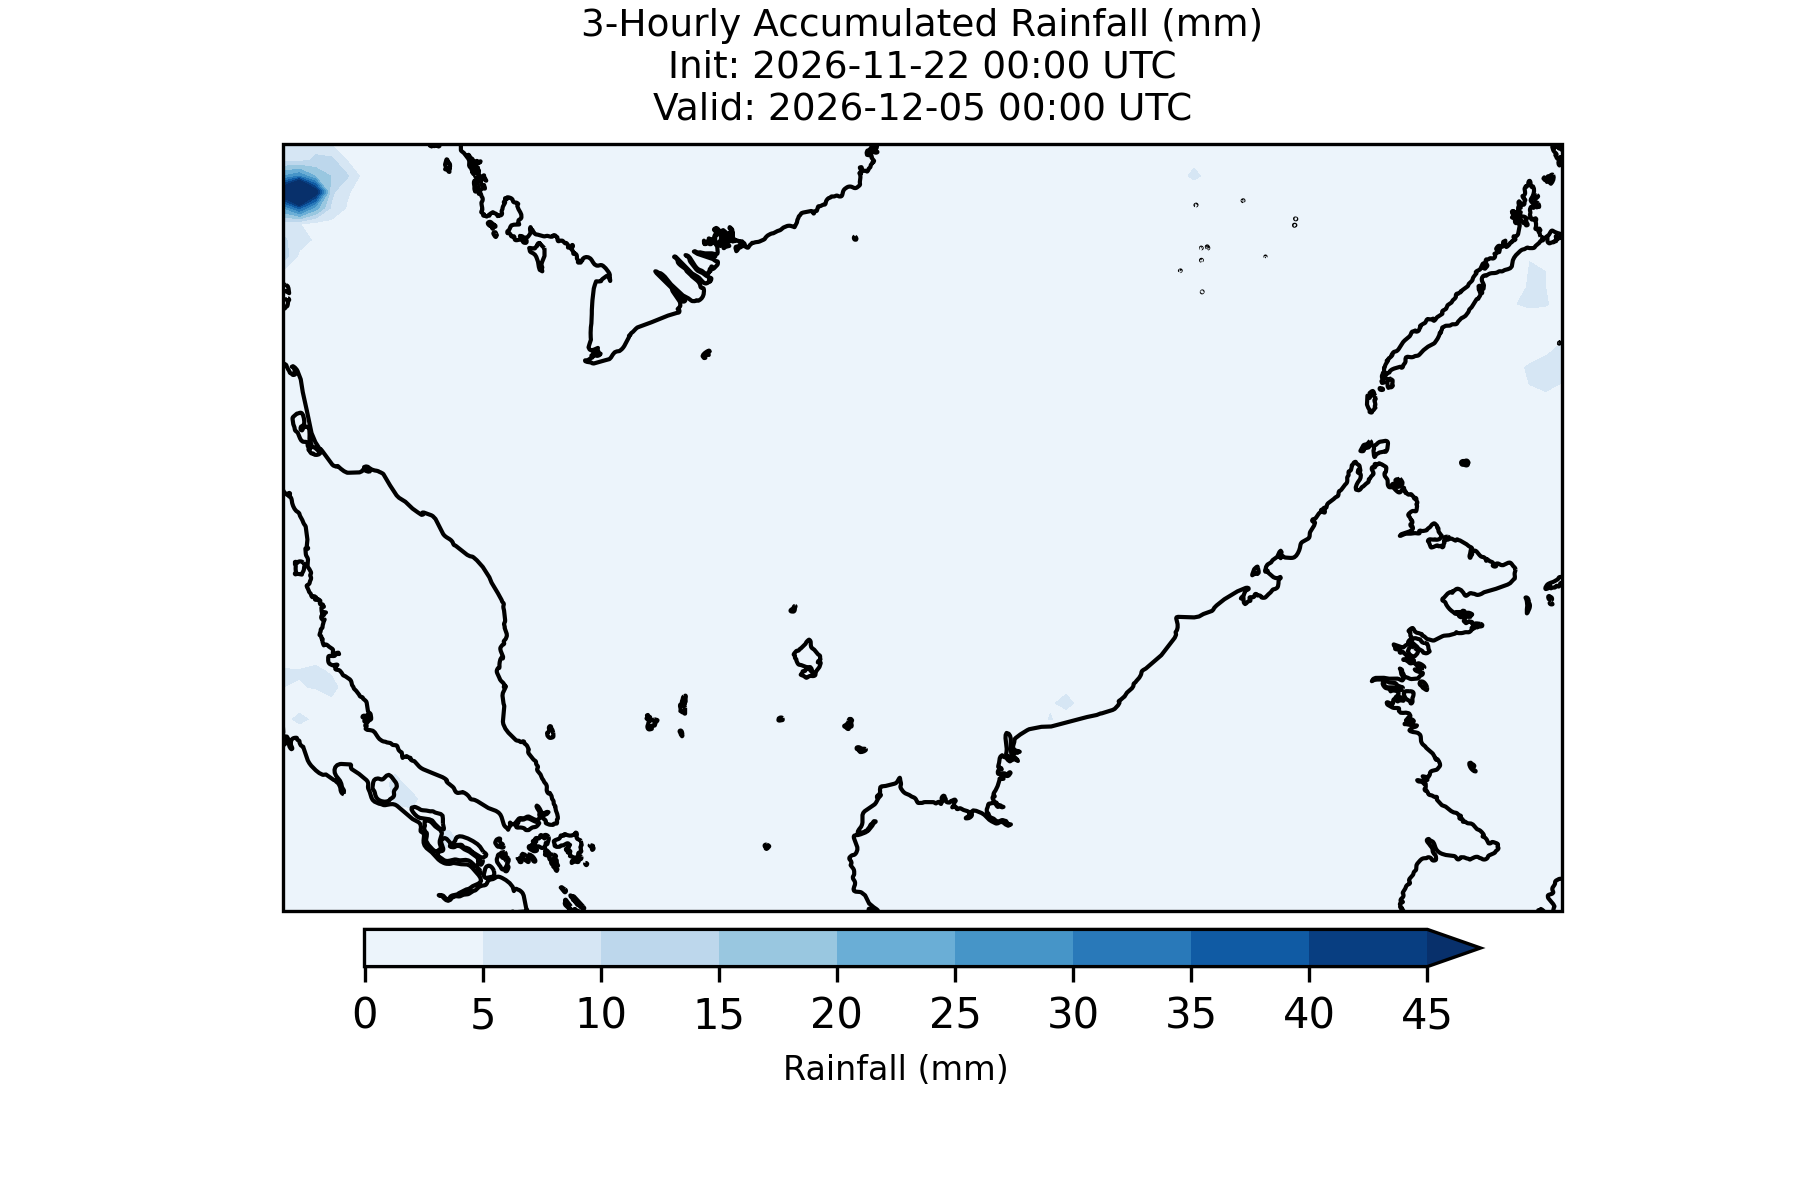 3-Hourly Accumulated Rainfall (mm)
Init: 2026-11-22 00:00 UTC
Valid: 2026-12-05 00:00 UTC
0 5 10 15 20 25 30 35 40 45
Rainfall (mm)